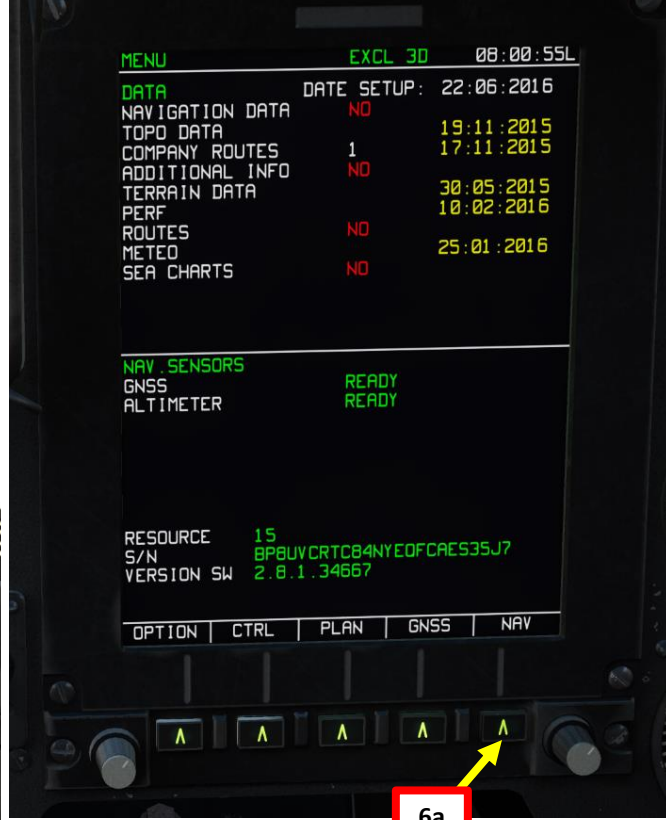 MENU EXCL 3D 08:00:55L
DATA DATE SETUP: 22:06:2016
NAVIGATION DATA NO
TOPO DATA 19:11:2015
COMPANY ROUTES 1 17:11:2015
ADDITIONAL INFO NO
TERRAIN DATA 30:05:2015
PERF 10:02:2016
ROUTES NO
METEO 25:01:2016
SEA CHARTS NO
NAV.SENSORS
GNSS READY
ALTIMETER READY
RESOURCE 15
S/N BP8UVCRTC84NYEOFCAES35J7
VERSION SW 2.8.1.34667
OPTION CTRL PLAN GNSS NAV
6a